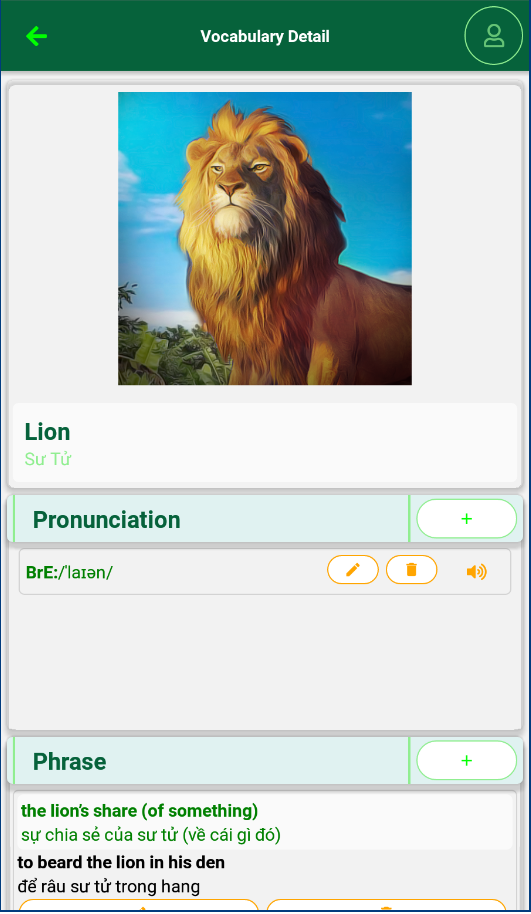 Vocabulary Detail
Lion
Sư Tử
Pronunciation
+
BrE:/ˈlaɪən/
Phrase
+
the lion's share (of something)
sự chia sẻ của sư tử (về cái gì đó)
to beard the lion in his den
để râu sư tử trong hang